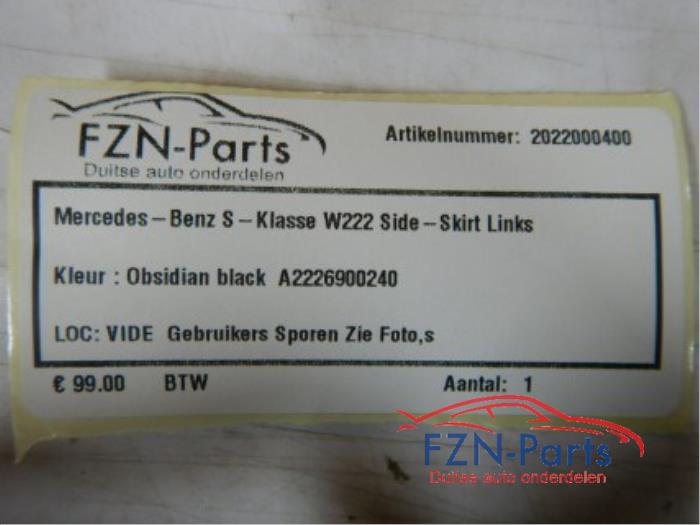 FZN-Parts
Duitse auto onderdelen
Artikelnummer: 2022000400
Mercedes-Benz S-Klasse W222 Side-Skirt Links
Kleur : Obsidian black A2226900240
LOC: VIDE Gebruikers Sporen Zie Foto,s
€ 99.00 BTW Aantal: 1
FZN-Parts
Duitse auto onderdelen